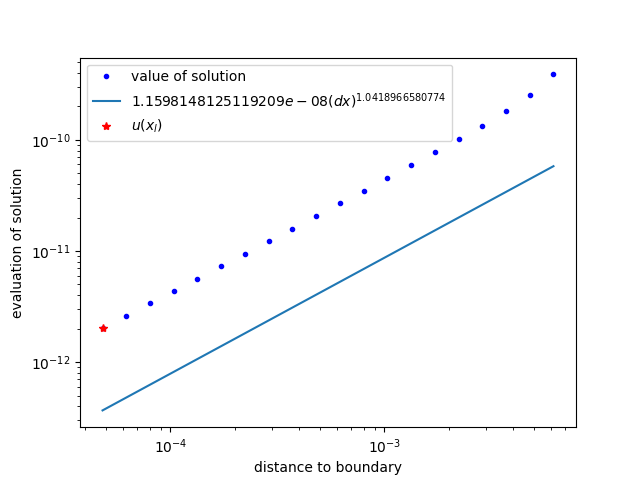 value of solution
1.1598148125119209e − 08(dx)^1.0418966580774
u(x_l)
10^−10
10^−11
10^−12
evaluation of solution
10^−4
10^−3
distance to boundary